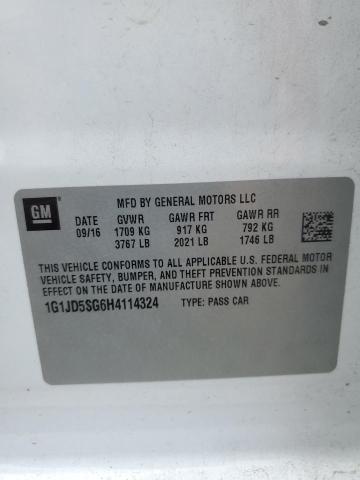 GM
MFD BY GENERAL MOTORS LLC
DATE GVWR GAWR FRT GAWR RR
09/16 1709 KG 917 KG 792 KG
3767 LB 2021 LB 1746 LB
THIS VEHICLE CONFORMS TO ALL APPLICABLE U.S. FEDERAL MOTOR
VEHICLE SAFETY, BUMPER, AND THEFT PREVENTION STANDARDS IN
EFFECT ON THE DATE OF MANUFACTURE SHOWN ABOVE.
1G1JD5SG6H4114324 TYPE: PASS CAR